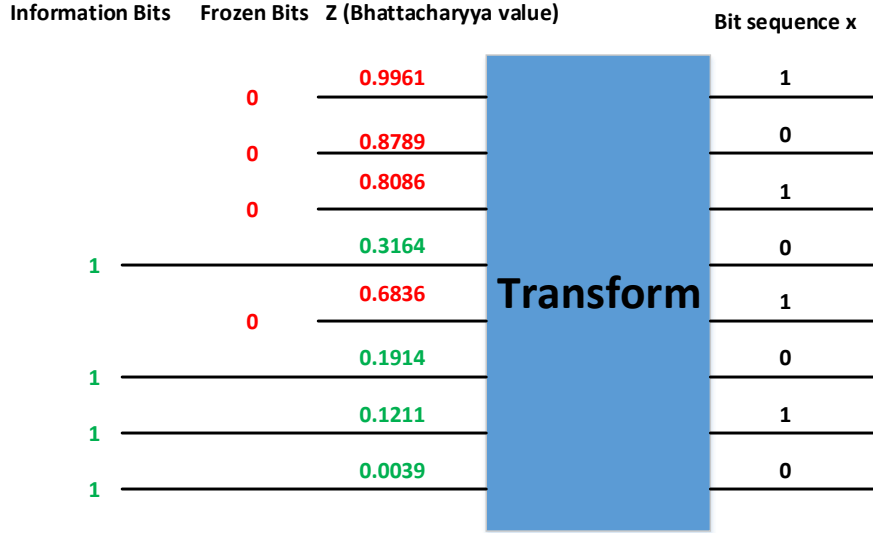 Information Bits Frozen Bits Z (Bhattacharyya value) Bit sequence x
0 0.9961 1
0 0.8789 0
0 0.8086 1
1 0.3164 0
Transform
0 0.6836 1
1 0.1914 0
1 0.1211 1
1 0.0039 0